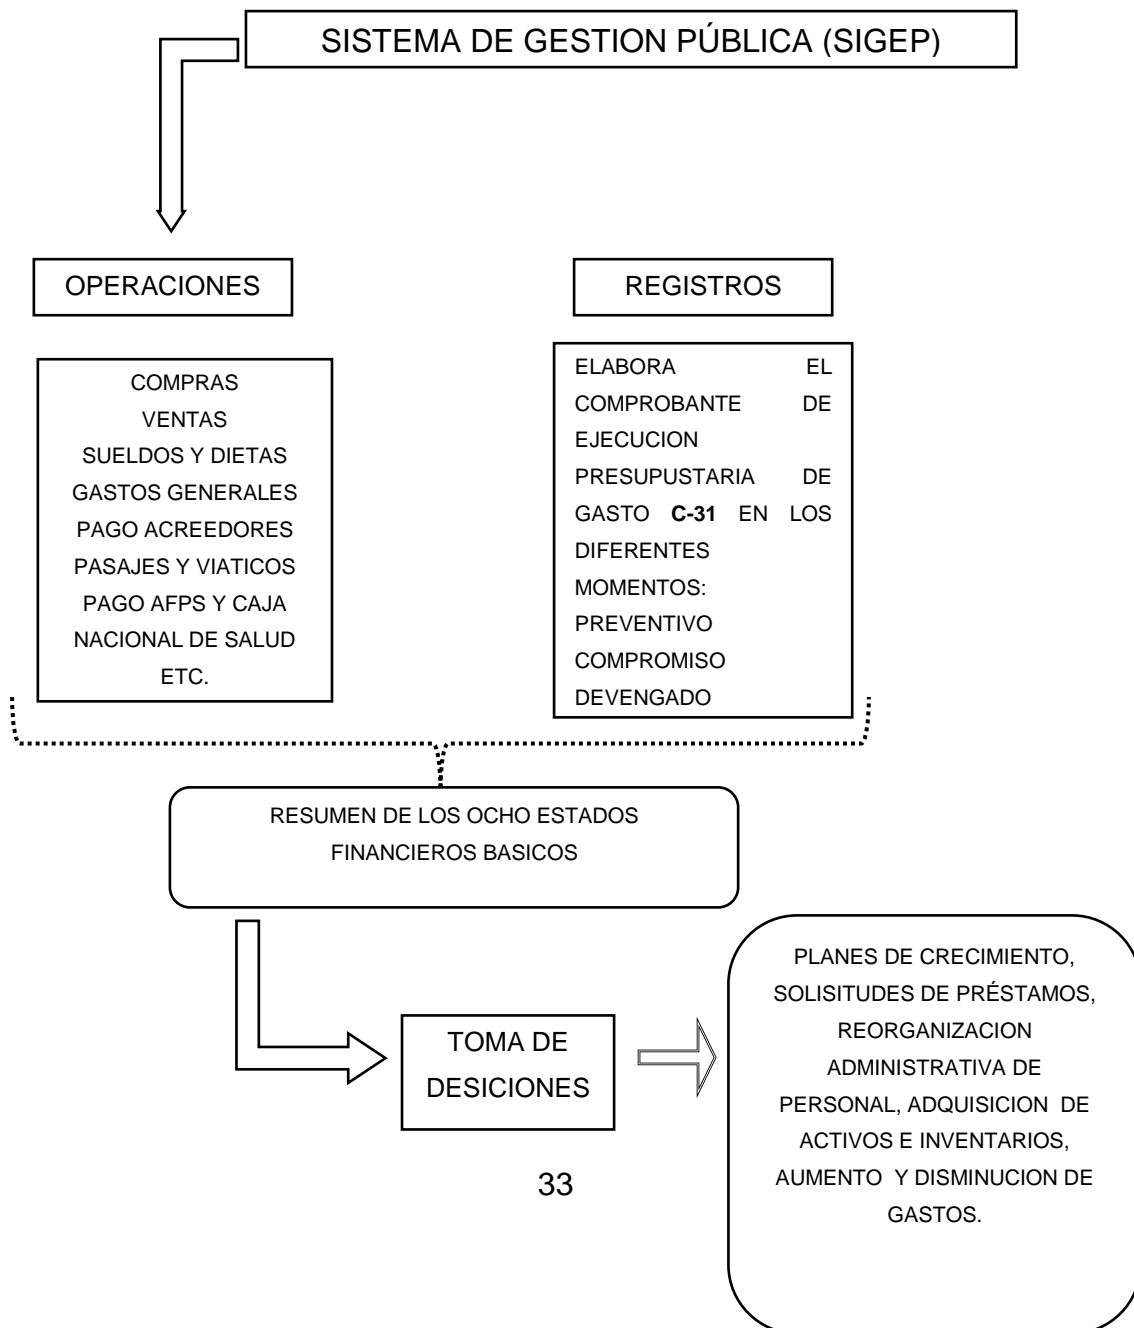 SISTEMA DE GESTION PÚBLICA (SIGEP)
OPERACIONES
COMPRAS
VENTAS
SUELDOS Y DIETAS
GASTOS GENERALES
PAGO ACREEDORES
PASAJES Y VIATICOS
PAGO AFPS Y CAJA
NACIONAL DE SALUD
ETC.
REGISTROS
ELABORA EL
COMPROBANTE DE
EJECUCION
PRESUPUSTARIA DE
GASTO C-31 EN LOS
DIFERENTES
MOMENTOS:
PREVENTIVO
COMPROMISO
DEVENGADO
RESUMEN DE LOS OCHO ESTADOS
FINANCIEROS BASICOS
TOMA DE
DESICIONES
PLANES DE CRECIMIENTO,
SOLISITUDES DE PRÉSTAMOS,
REORGANIZACION
ADMINISTRATIVA DE
PERSONAL, ADQUISICION DE
ACTIVOS E INVENTARIOS,
AUMENTO Y DISMINUCION DE
GASTOS.
33